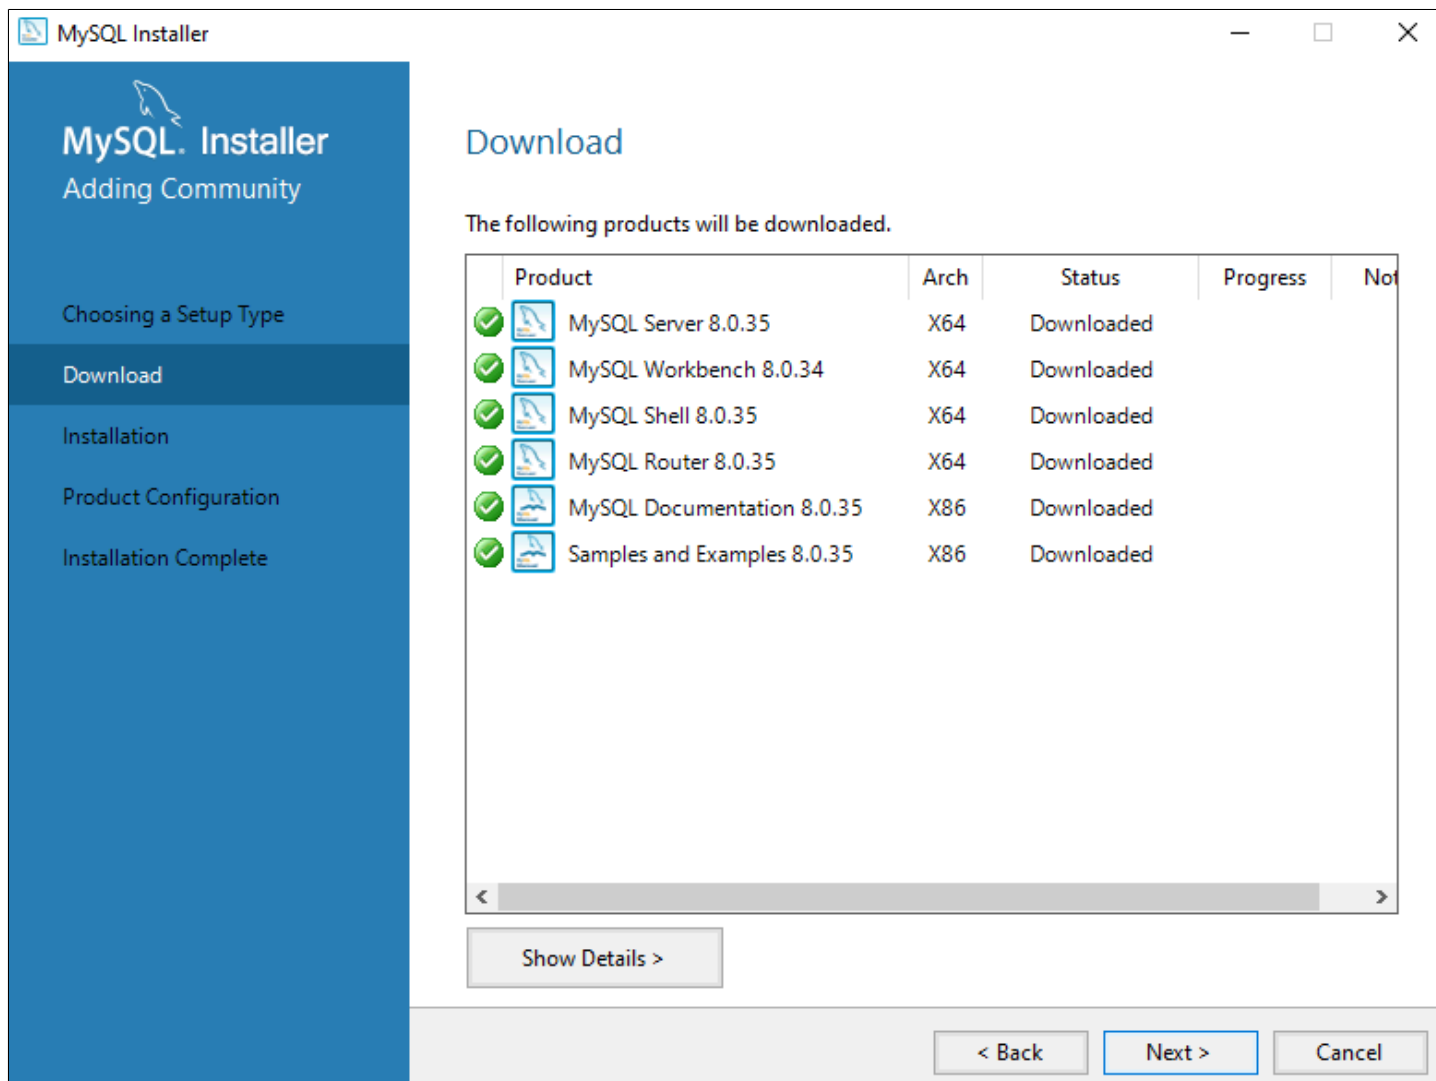 MySQL Installer
MySQL. Installer
Adding Community
Choosing a Setup Type
Download
Installation
Product Configuration
Installation Complete
Download
The following products will be downloaded.
Product Arch Status Progress Not
MySQL Server 8.0.35 X64 Downloaded
MySQL Workbench 8.0.34 X64 Downloaded
MySQL Shell 8.0.35 X64 Downloaded
MySQL Router 8.0.35 X64 Downloaded
MySQL Documentation 8.0.35 X86 Downloaded
Samples and Examples 8.0.35 X86 Downloaded
Show Details >
< Back Next > Cancel